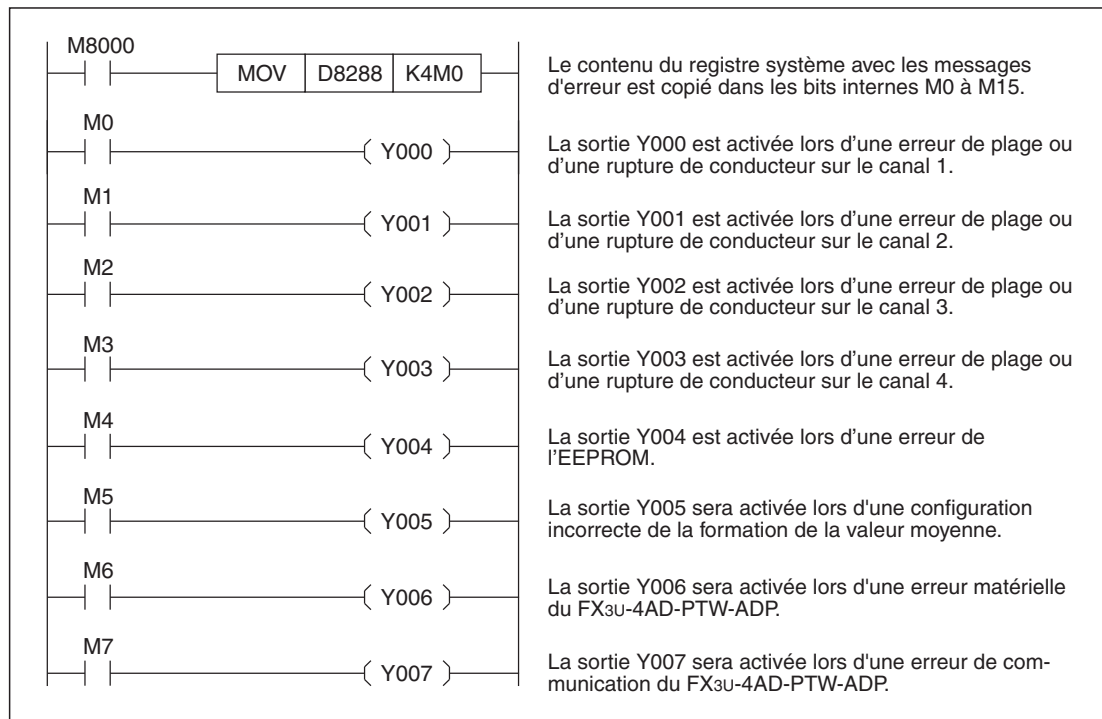 M8000
MOV D8288 K4M0
Le contenu du registre système avec les messages
d'erreur est copié dans les bits internes M0 à M15.
M0
Y000
La sortie Y000 est activée lors d’une erreur de plage ou
d’une rupture de conducteur sur le canal 1.
M1
Y001
La sortie Y001 est activée lors d’une erreur de plage ou
d’une rupture de conducteur sur le canal 2.
M2
Y002
La sortie Y002 est activée lors d’une erreur de plage ou
d’une rupture de conducteur sur le canal 3.
M3
Y003
La sortie Y003 est activée lors d’une erreur de plage ou
d’une rupture de conducteur sur le canal 4.
M4
Y004
La sortie Y004 est activée lors d’une erreur de
l’EEPROM.
M5
Y005
La sortie Y005 sera activée lors d'une configuration
incorrecte de la formation de la valeur moyenne.
M6
Y006
La sortie Y006 sera activée lors d'une erreur matérielle
du FX3U-4AD-PTW-ADP.
M7
Y007
La sortie Y007 sera activée lors d'une erreur de com-
munication du FX3U-4AD-PTW-ADP.